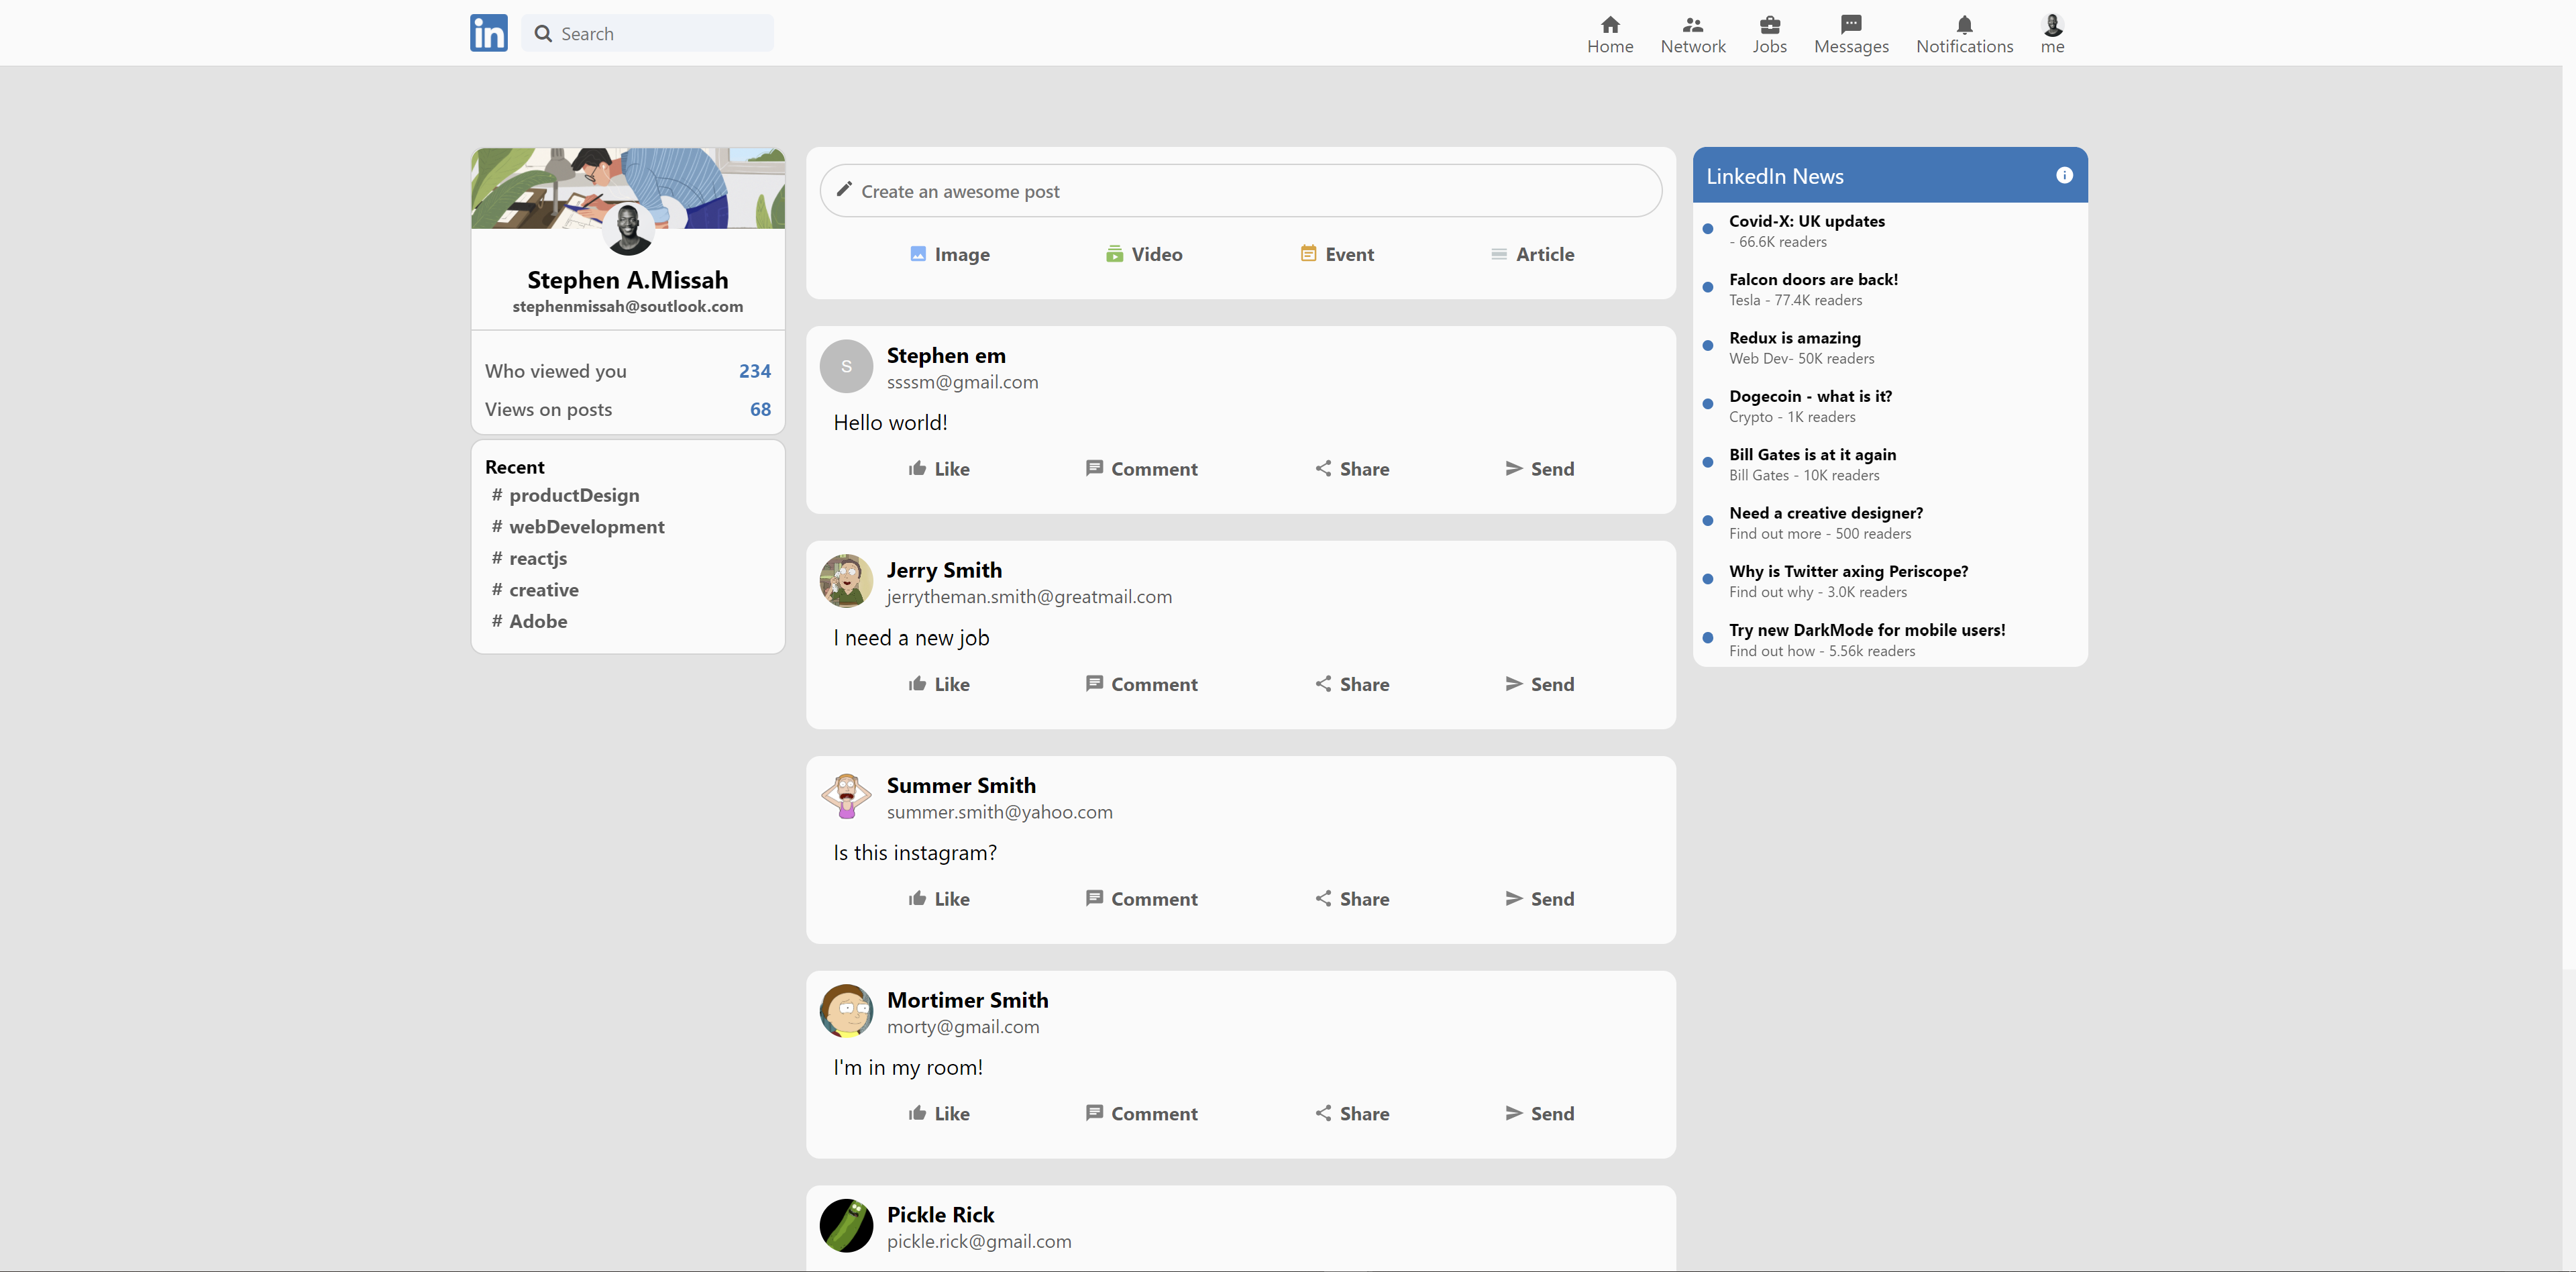 in
Search
Home
Network
Jobs
Messages
Notifications
me
Stephen A.Missah
stephenmissah@soutlook.com
Who viewed you 234
Views on posts 68
Recent
# productDesign
# webDevelopment
# reactjs
# creative
# Adobe
Create an awesome post
Image Video Event Article
S
Stephen em
ssssm@gmail.com
Hello world!
Like Comment Share Send
Jerry Smith
jerrytheman.smith@greatmail.com
I need a new job
Like Comment Share Send
Summer Smith
summer.smith@yahoo.com
Is this instagram?
Like Comment Share Send
Mortimer Smith
morty@gmail.com
I'm in my room!
Like Comment Share Send
Pickle Rick
pickle.rick@gmail.com
LinkedIn News
Covid-X: UK updates
- 66.6K readers
Falcon doors are back!
Tesla - 77.4K readers
Redux is amazing
Web Dev- 50K readers
Dogecoin - what is it?
Crypto - 1K readers
Bill Gates is at it again
Bill Gates - 10K readers
Need a creative designer?
Find out more - 500 readers
Why is Twitter axing Periscope?
Find out why - 3.0K readers
Try new DarkMode for mobile users!
Find out how - 5.56k readers